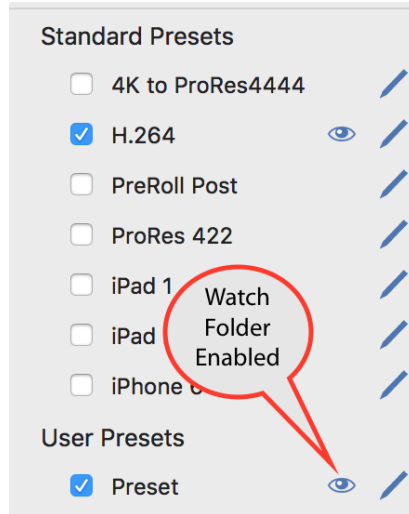 Standard Presets
4K to ProRes4444
H.264
PreRoll Post
ProRes 422
iPad 1
Watch
Folder
Enabled
iPad
iPhone
User Presets
Preset